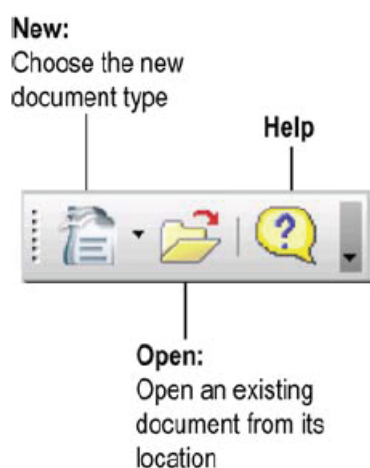 New:
Choose the new
document type
Help
?
Open:
Open an existing
document from its
location